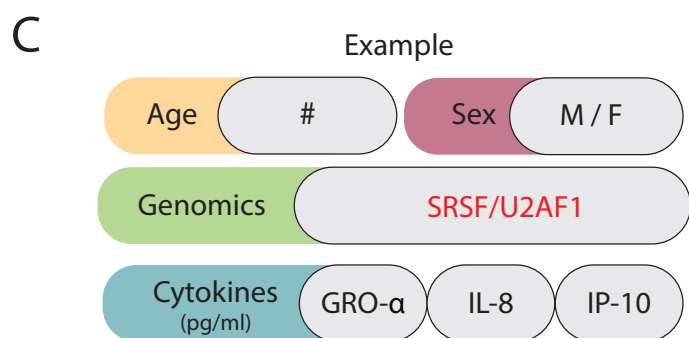 C
Example
Age # Sex M / F
Genomics SRSF/U2AF1
Cytokines GRO-α IL-8 IP-10
(pg/ml)